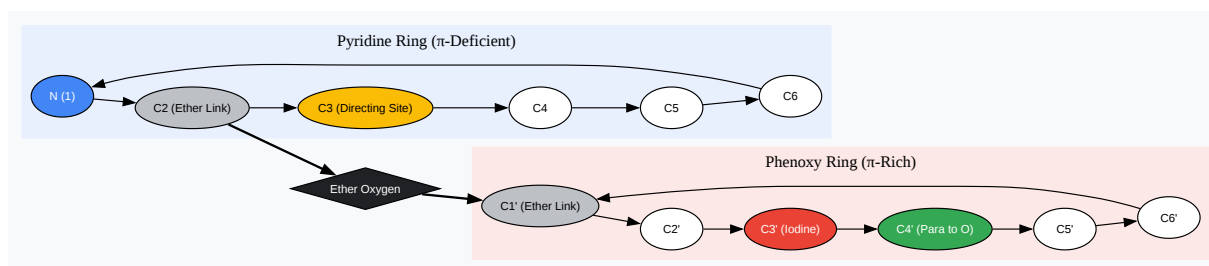 Pyridine Ring (π-Deficient)
N (1)
C2 (Ether Link)
C3 (Directing Site)
C4
C5
C6
Phenoxy Ring (π-Rich)
Ether Oxygen
C1' (Ether Link)
C2'
C3' (Iodine)
C4' (Para to O)
C5'
C6'